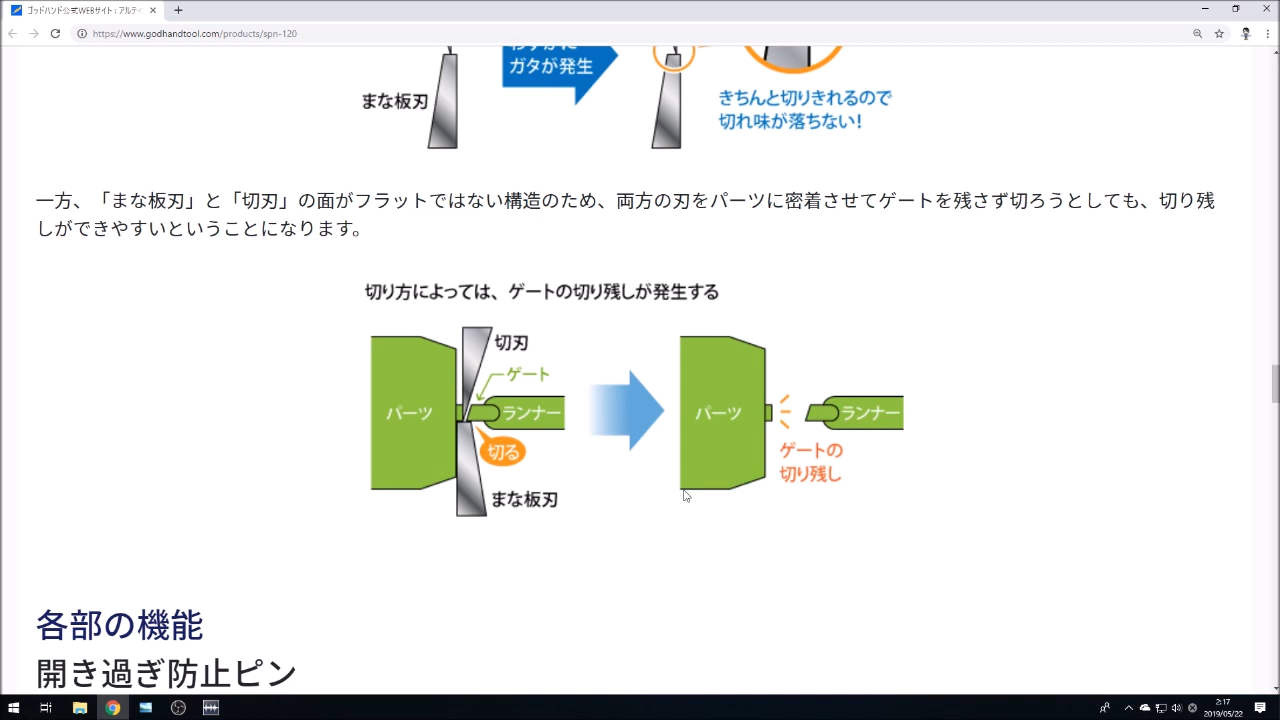 ゴッドハンド公式WEBサイト:アルティ
https://www.godhandtool.com/products/spn-120
ガタが発生
まな板刃
きちんと切りきれるので
切れ味が落ちない!
一方、「まな板刃」と「切刃」の面がフラットではない構造のため、両方の刃をパーツに密着させてゲートを残さず切ろうとしても、切り残
しができやすいということになります。
切り方によっては、ゲートの切り残しが発生する
切刃
ゲート
パーツ
ランナー
切る
まな板刃
パーツ
ランナー
ゲートの
切り残し
各部の機能
開き過ぎ防止ピン
2:17
2019/05/22